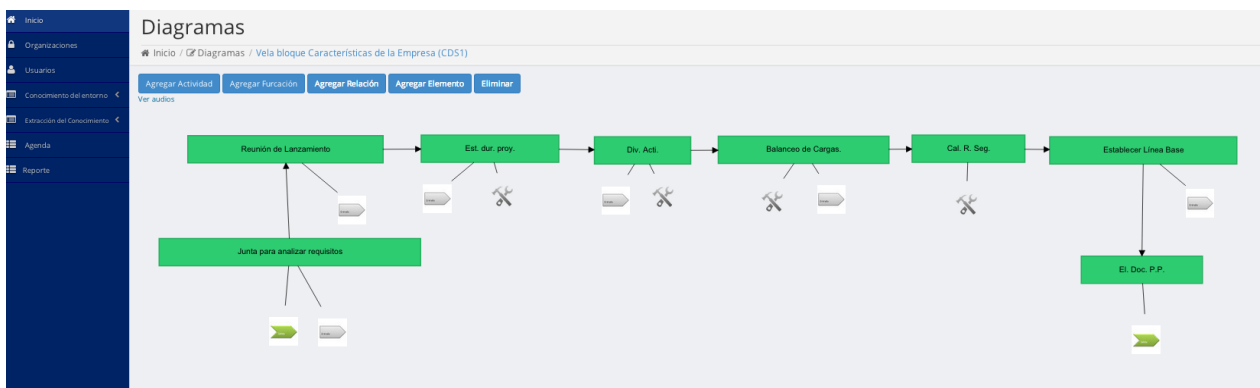 Inicio
Organizaciones
Usuarios
Conocimiento del entorno
Extracción del Conocimiento
Agenda
Reporte
Diagramas
Inicio / Diagramas / Vela bloque Características de la Empresa (CDS1)
Agregar Actividad Agregar Furcación Agregar Relación Agregar Elemento Eliminar
Ver audios
Reunión de Lanzamiento Est. dur. proy. Div. Acti. Balanceo de Cargas. Cal. R. Seg. Establecer Línea Base
Junta para analizar requisitos
El. Doc. P.P.